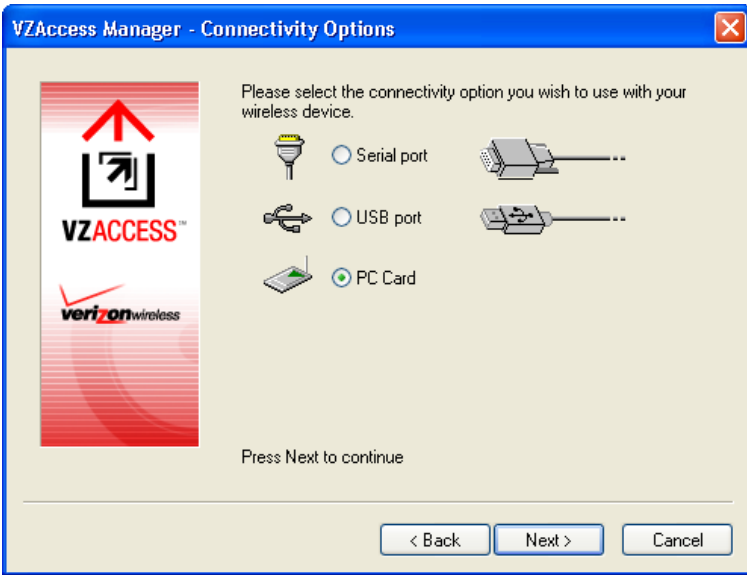 VZAccess Manager - Connectivity Options
Please select the connectivity option you wish to use with your
wireless device.
Serial port
USB port
PC Card
VZACCESS™
verizonwireless
Press Next to continue
< Back
Next >
Cancel